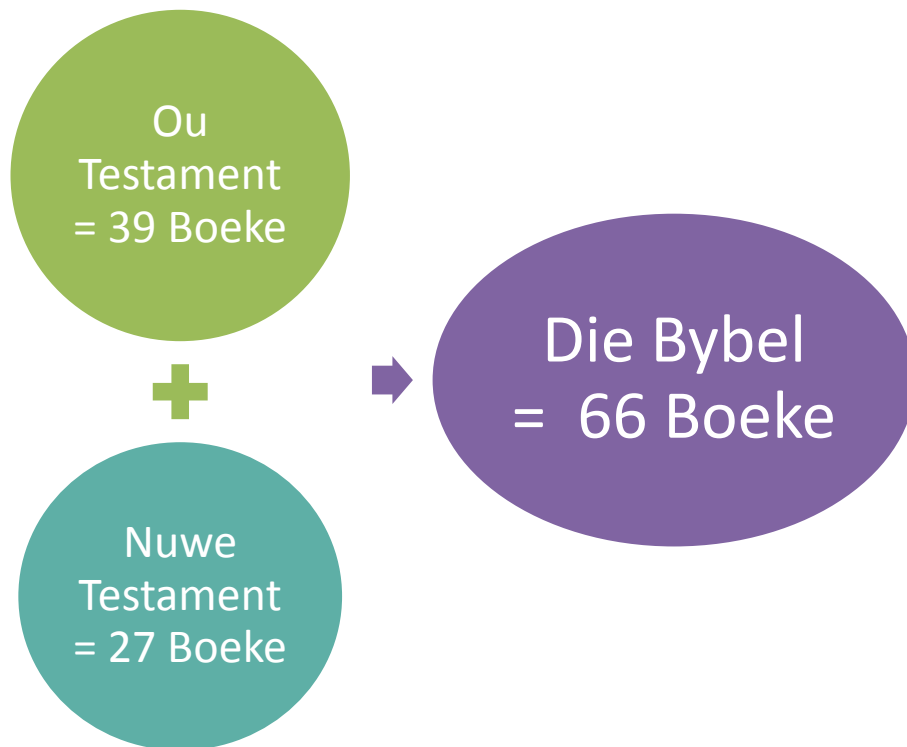 Ou
Testament
= 39 Boeke
Nuwe
Testament
= 27 Boeke
Die Bybel
= 66 Boeke